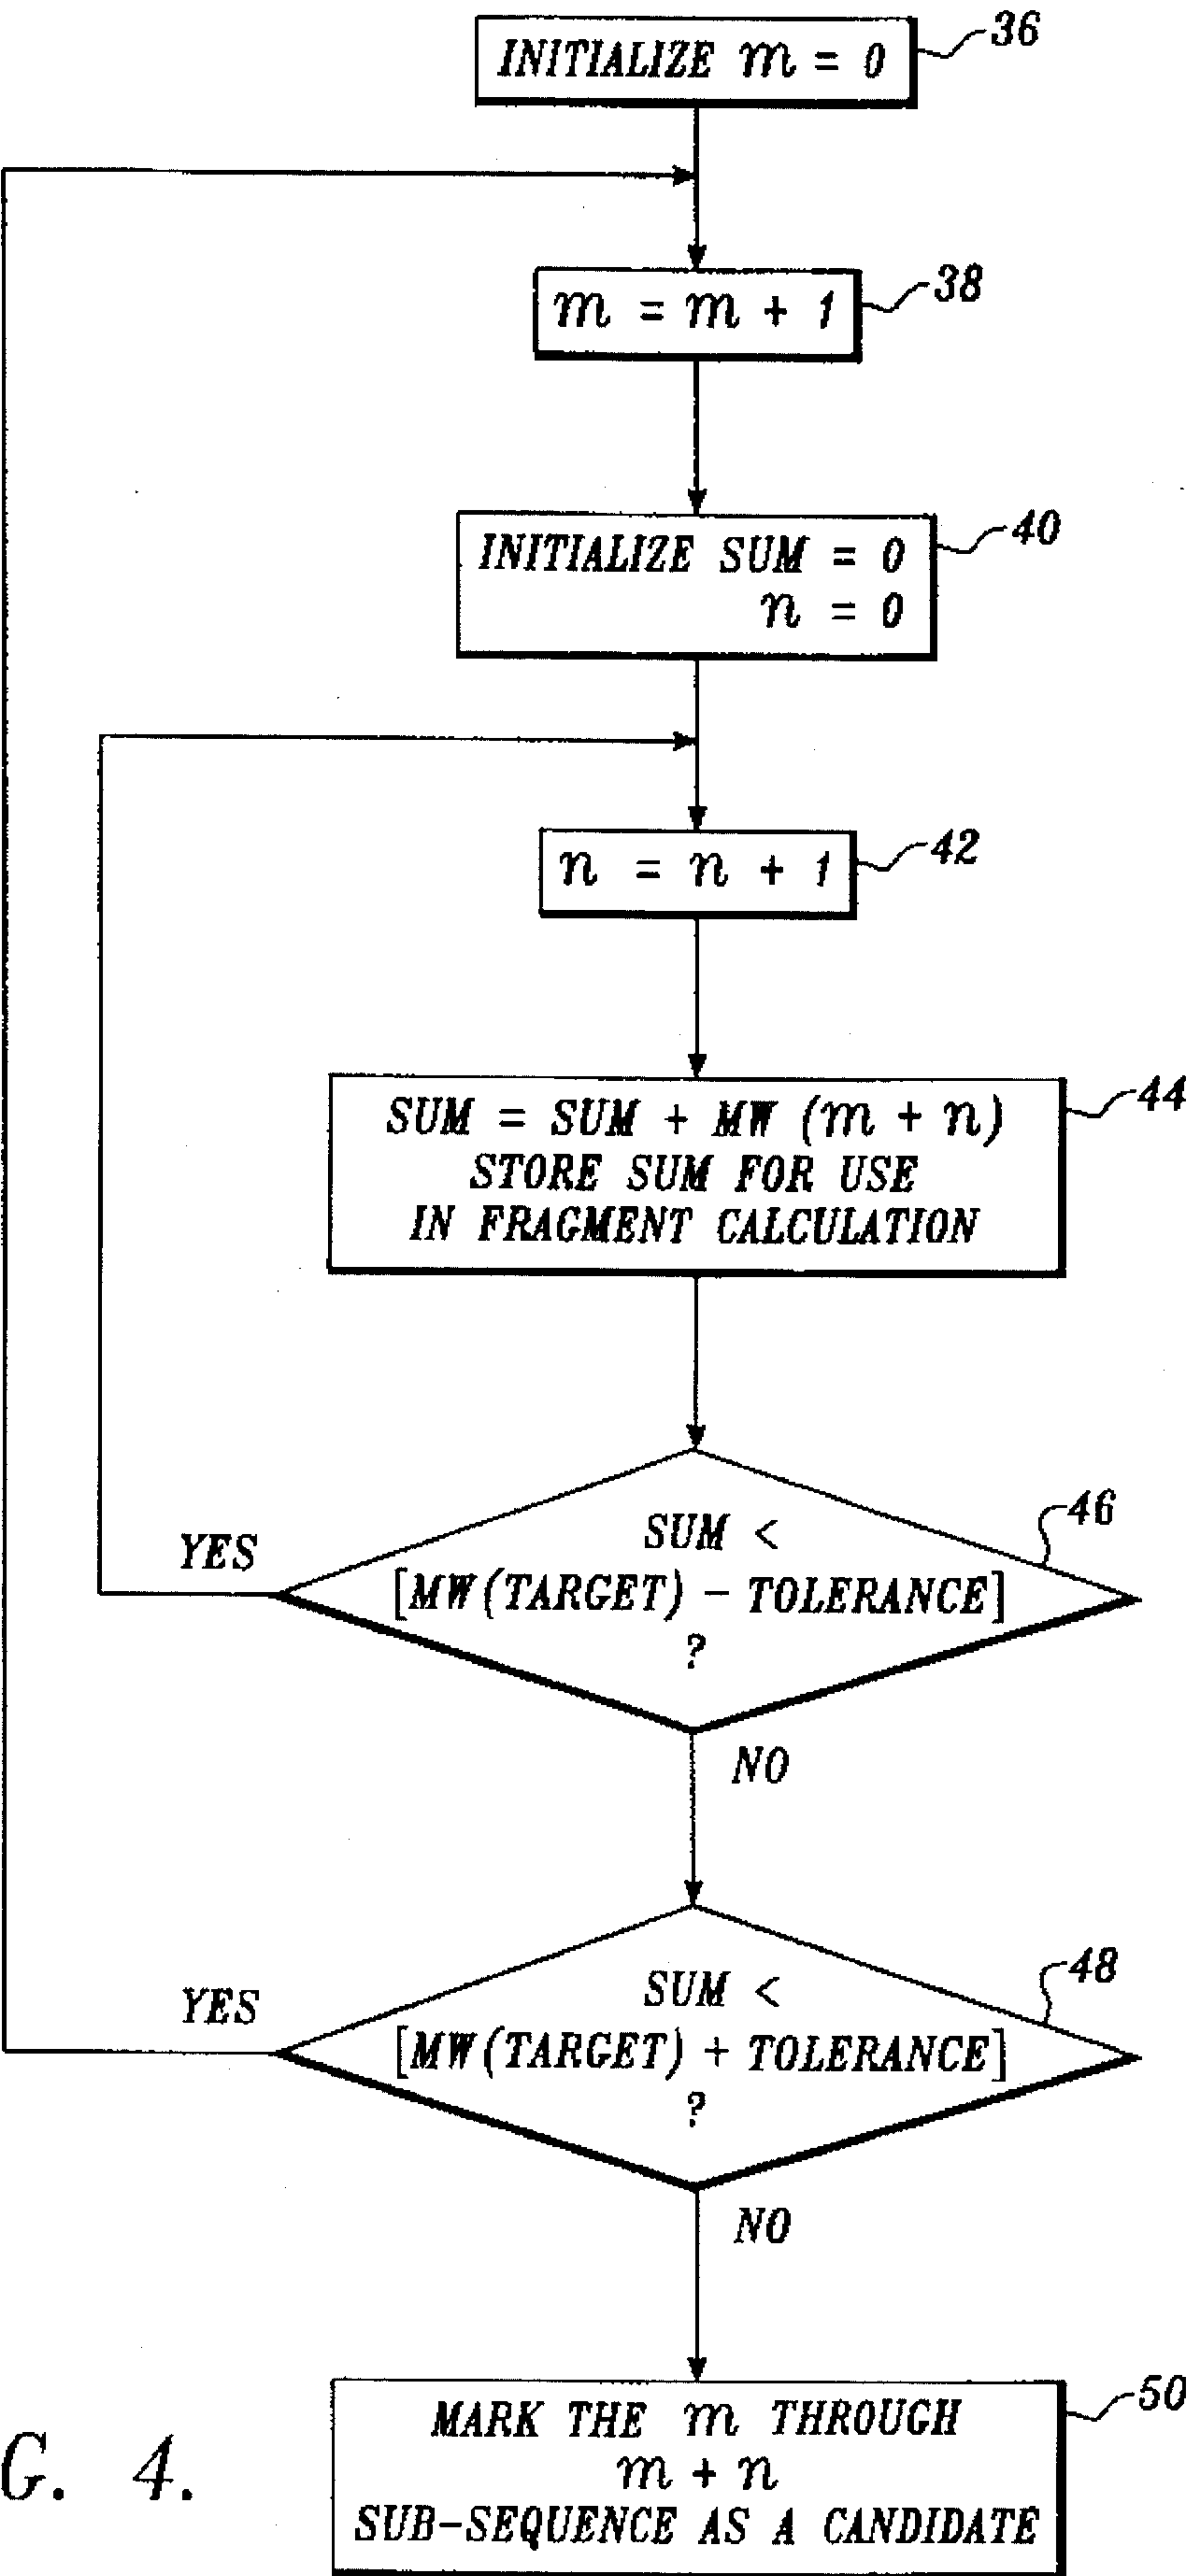 INITIALIZE m = 0
36
m = m + 1
38
INITIALIZE SUM = 0
n = 0
40
n = n + 1
42
SUM = SUM + MW (m + n)
STORE SUM FOR USE
IN FRAGMENT CALCULATION
44
SUM <
[MW(TARGET) - TOLERANCE]
?
46
YES
NO
SUM <
[MW(TARGET) + TOLERANCE]
?
48
YES
NO
MARK THE m THROUGH
m + n
SUB-SEQUENCE AS A CANDIDATE
50
G. 4.